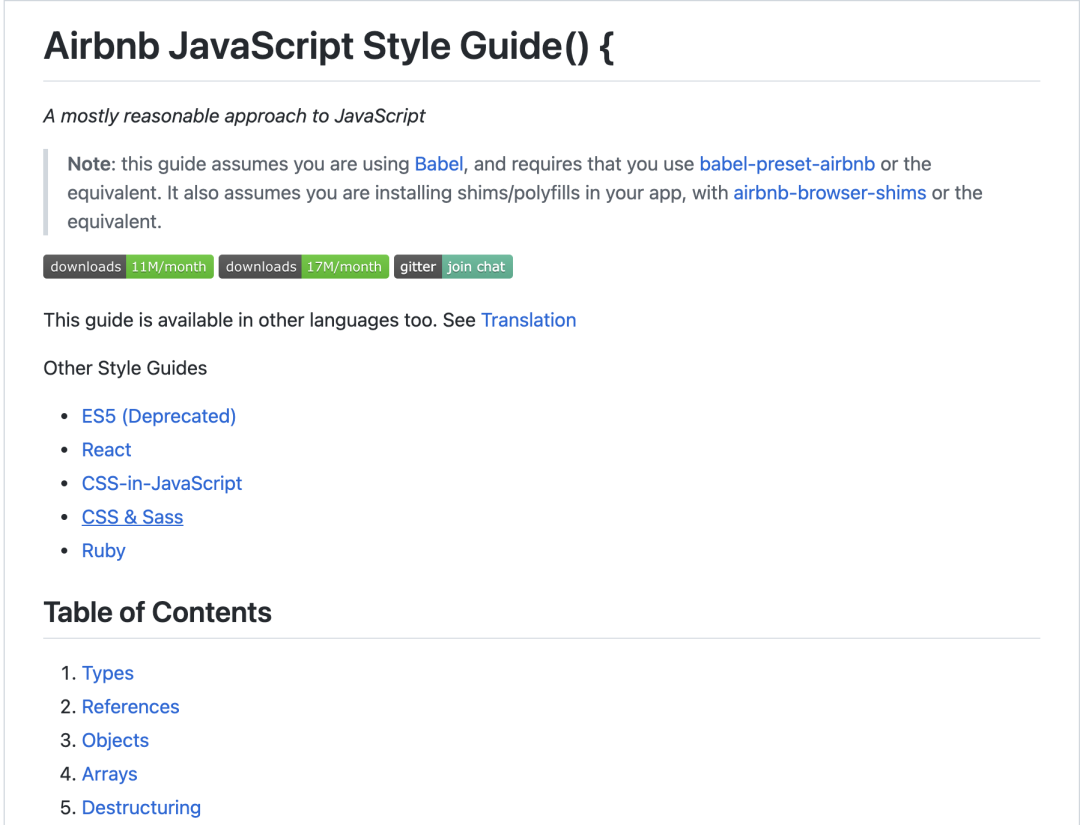 Airbnb JavaScript Style Guide() {
A mostly reasonable approach to JavaScript
Note: this guide assumes you are using Babel, and requires that you use babel-preset-airbnb or the
equivalent. It also assumes you are installing shims/polyfills in your app, with airbnb-browser-shims or the
equivalent.
downloads 11M/month downloads 17M/month gitter join chat
This guide is available in other languages too. See Translation
Other Style Guides
• ES5 (Deprecated)
• React
• CSS-in-JavaScript
• CSS & Sass
• Ruby
Table of Contents
1. Types
2. References
3. Objects
4. Arrays
5. Destructuring